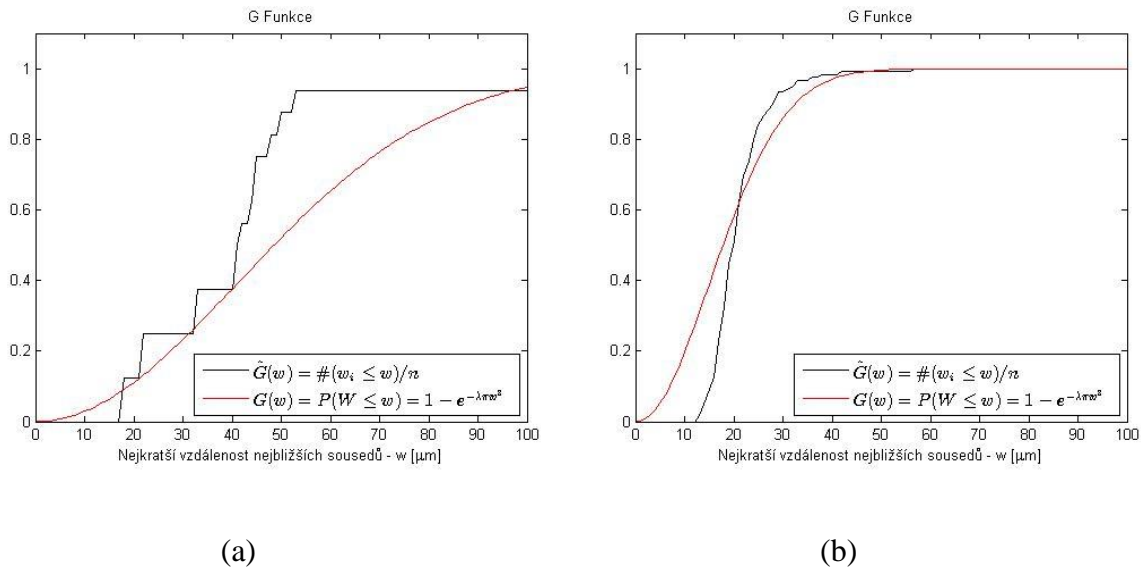 G Funkce
1
0.8
0.6
0.4
0.2
0
G̃(w) = #(wᵢ ≤ w)/n
G(w) = P(W ≤ w) = 1 − e^{−λπw²}
0 10 20 30 40 50 60 70 80 90 100
Nejkratší vzdálenost nejbližších sousedů - w [μm]
(a)
G Funkce
1
0.8
0.6
0.4
0.2
0
Ĝ(w) = #(wᵢ ≤ w)/n
G(w) = P(W ≤ w) = 1 − e^{−λπw²}
0 10 20 30 40 50 60 70 80 90 100
Nejkratší vzdálenost nejbližších sousedů - w [μm]
(b)